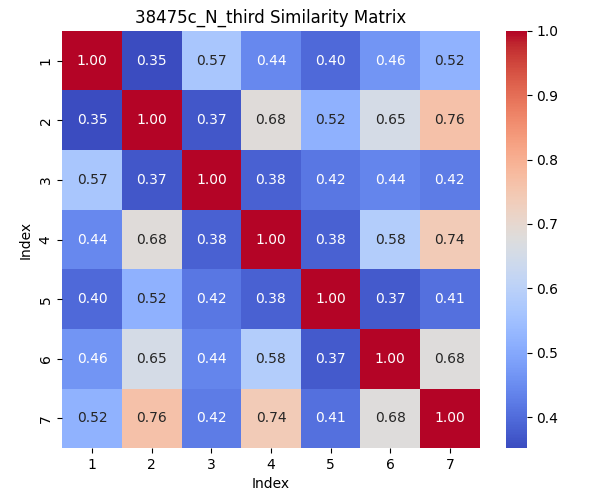 38475c_N_third Similarity Matrix
1 1.00 0.35 0.57 0.44 0.40 0.46 0.52
2 0.35 1.00 0.37 0.68 0.52 0.65 0.76
3 0.57 0.37 1.00 0.38 0.42 0.44 0.42
4 0.44 0.68 0.38 1.00 0.38 0.58 0.74
5 0.40 0.52 0.42 0.38 1.00 0.37 0.41
6 0.46 0.65 0.44 0.58 0.37 1.00 0.68
7 0.52 0.76 0.42 0.74 0.41 0.68 1.00
1 2 3 4 5 6 7
Index
Index
1.0
0.9
0.8
0.7
0.6
0.5
0.4